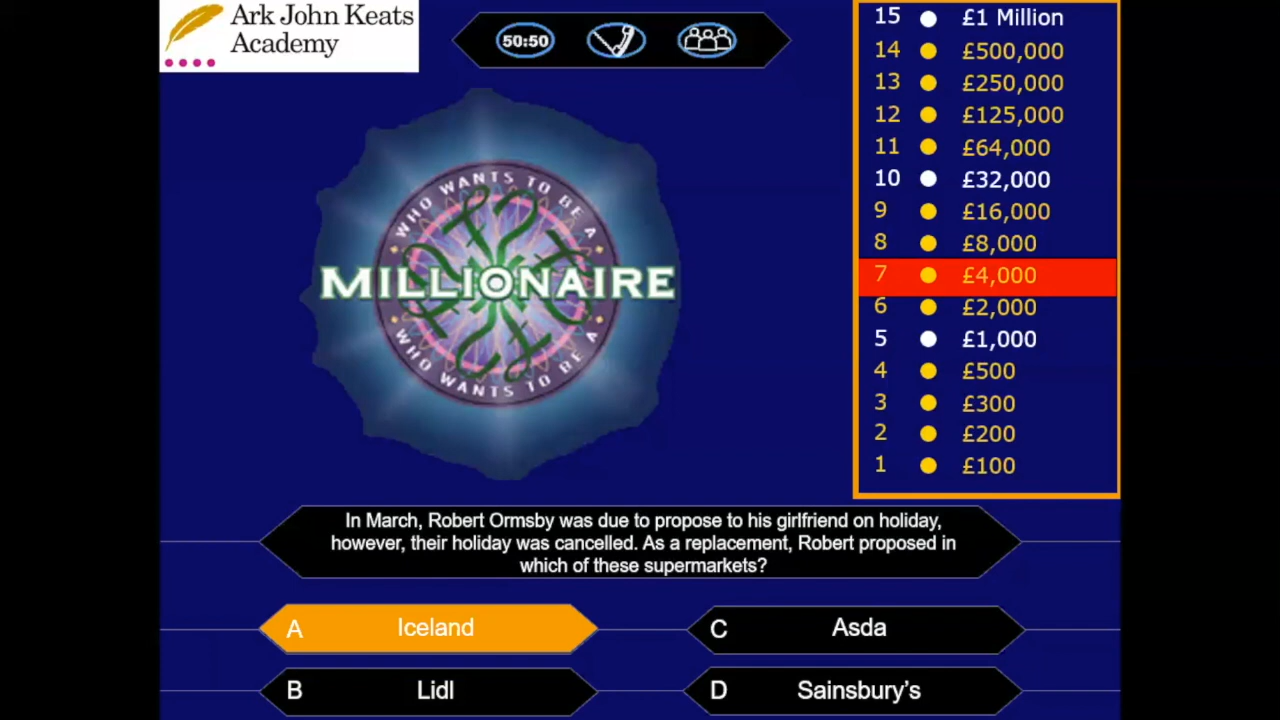 Ark John Keats
Academy
50:50
15 £1 Million
14 £500,000
13 £250,000
12 £125,000
11 £64,000
10 £32,000
9 £16,000
8 £8,000
7 £4,000
6 £2,000
5 £1,000
4 £500
3 £300
2 £200
1 £100
WHO WANTS TO BE A
MILLIONAIRE
WHO WANTS TO BE A
In March, Robert Ormsby was due to propose to his girlfriend on holiday,
however, their holiday was cancelled. As a replacement, Robert proposed in
which of these supermarkets?
A Iceland
C Asda
B Lidl
D Sainsbury’s